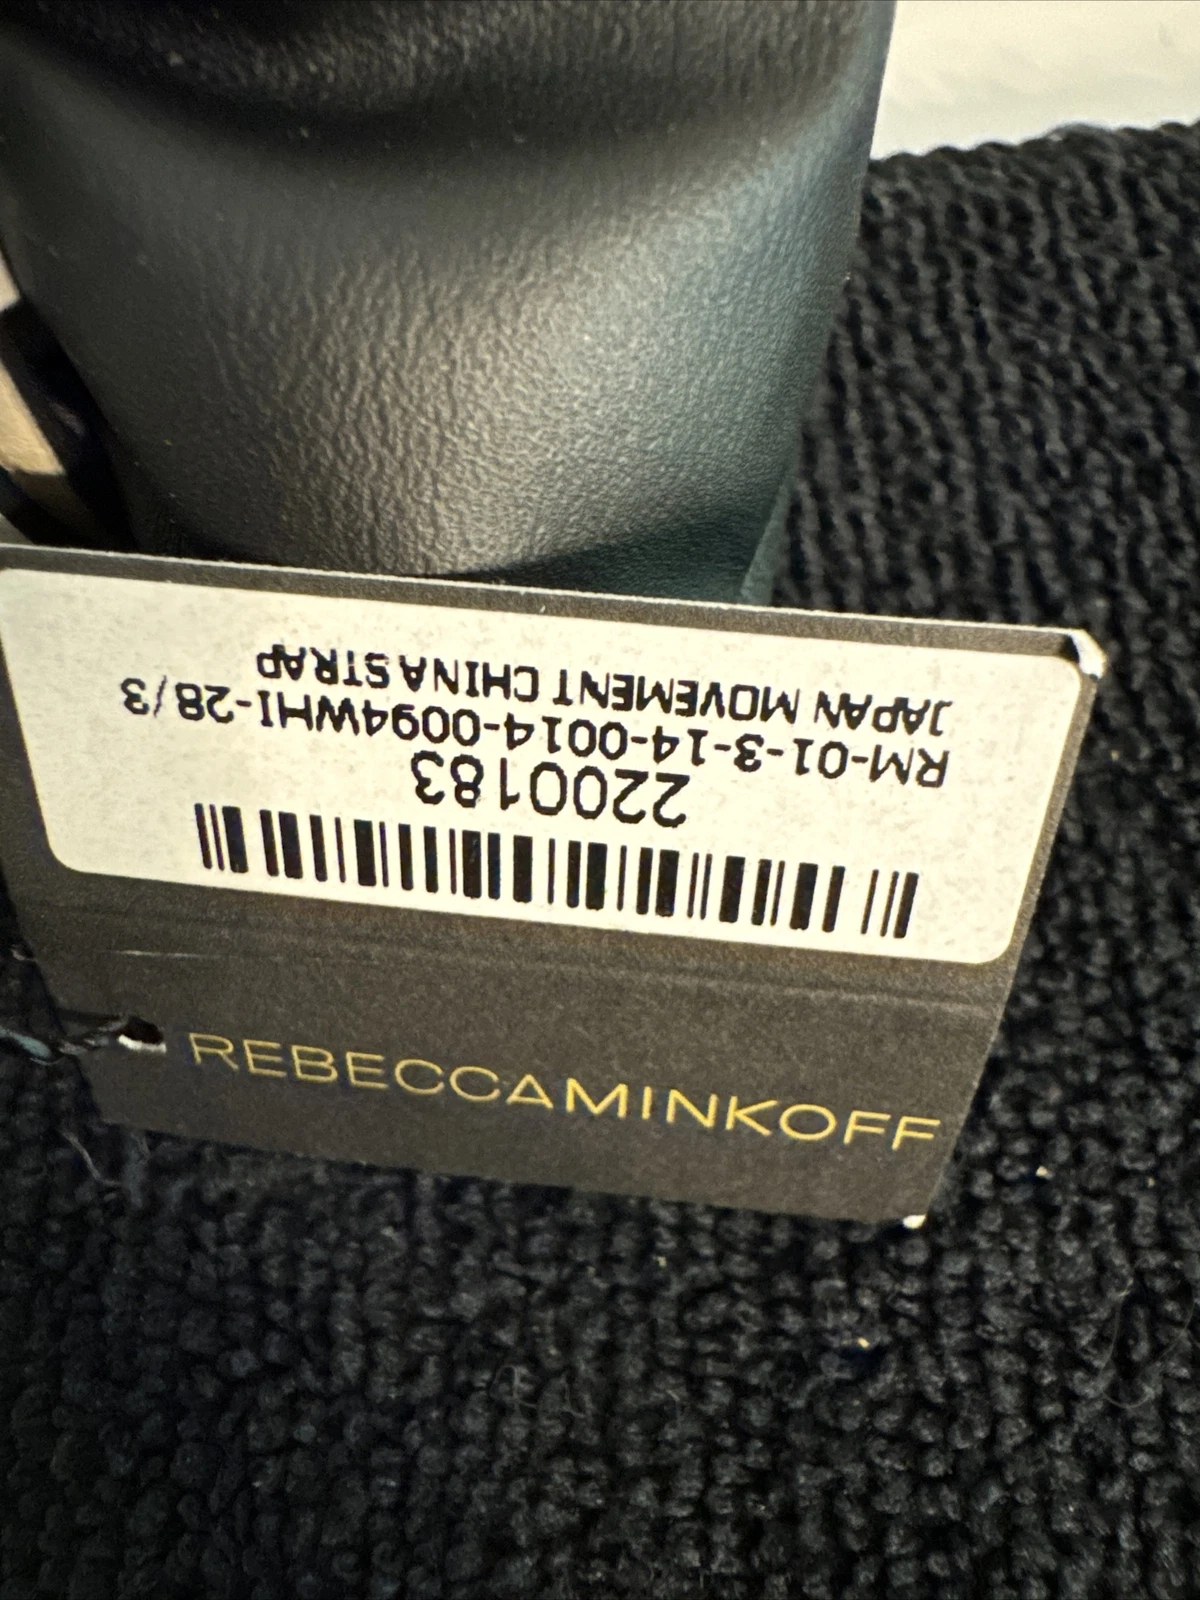 2200183
RM-01-3-14-0014-0094WHI-28/3
JAPAN MOVEMENT CHINA STRAP
REBECCAMINKOFF